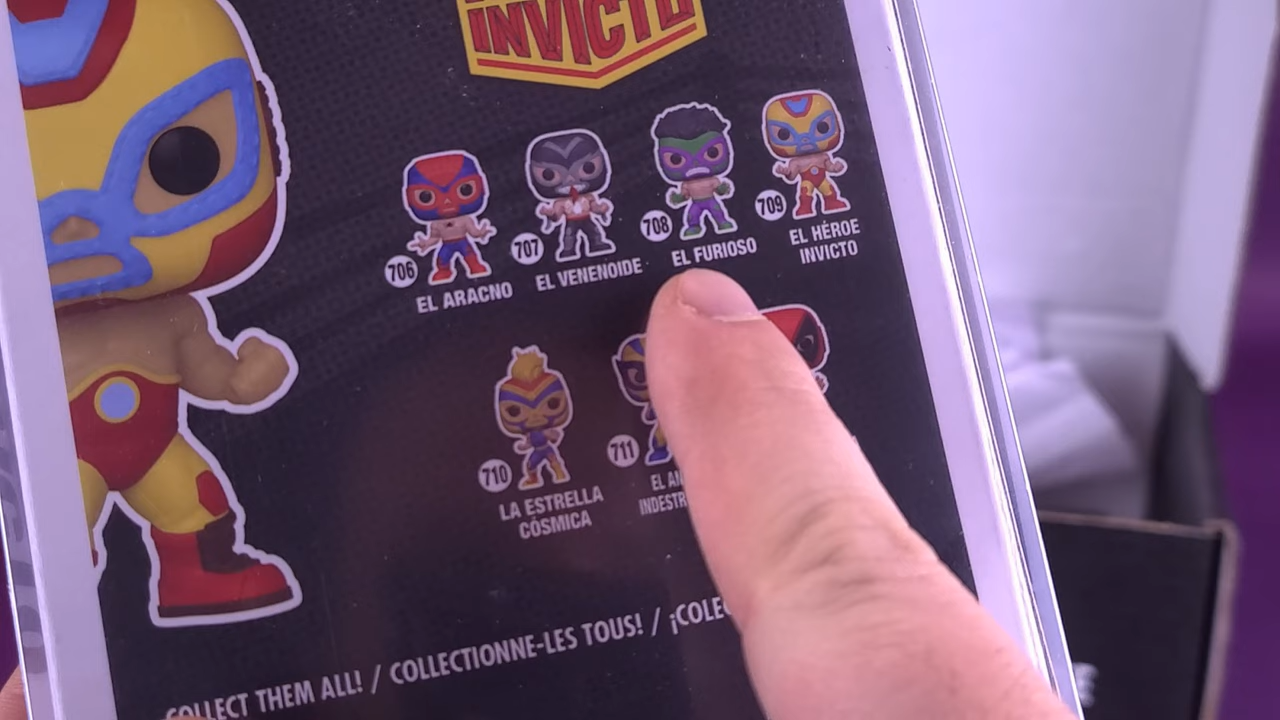 INVICTO
706
EL ARACNO
707
EL VENENOIDE
708
EL FURIOSO
709
EL HÉROE
INVICTO
710
LA ESTRELLA
CÓSMICA
711
EL
COLLECT THEM ALL! / COLLECTIONNE-LES TOUS! /